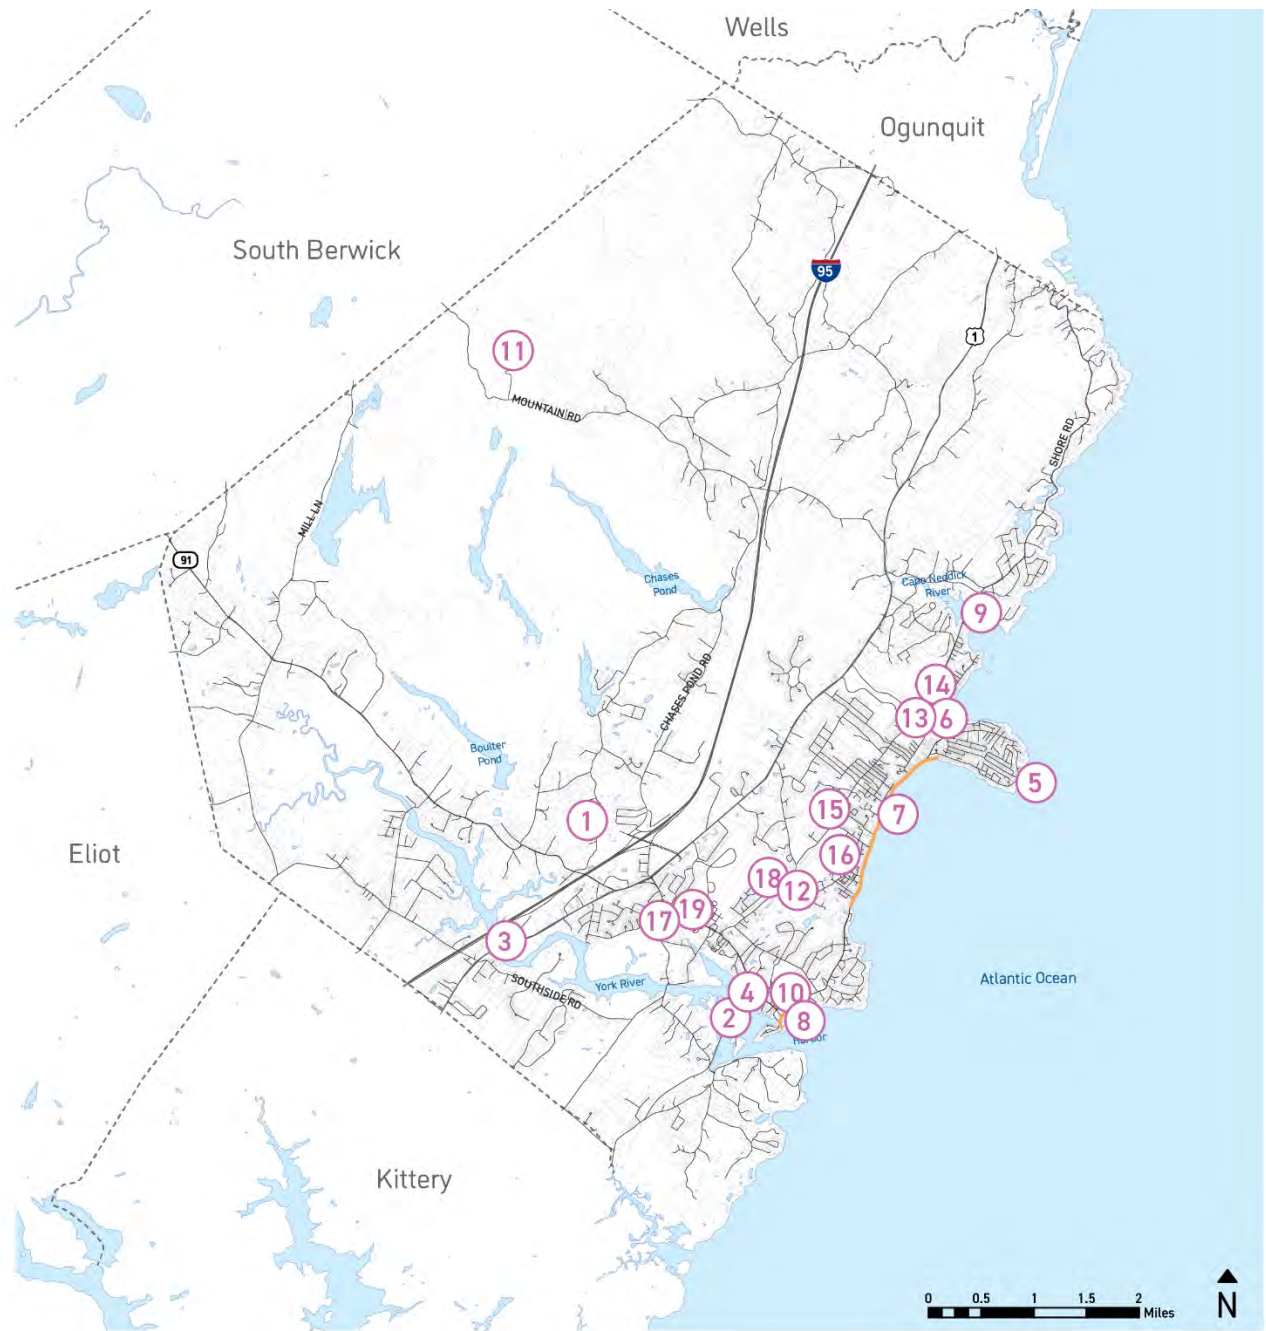 Wells
Ogunquit
South Berwick
95
1
11
MOUNTAIN RD
SHORE RD
MILL LN
91
Chases
Pond
Cape Neddick
River
9
CHASES POND RD
14
13
6
Boulter
Pond
5
15
7
1
Eliot
16
18
12
19
17
3
SOUTHSIDE RD
York River
Atlantic Ocean
4
10
2
8
Harbor
Kittery
0
0.5
1
1.5
2
Miles
N